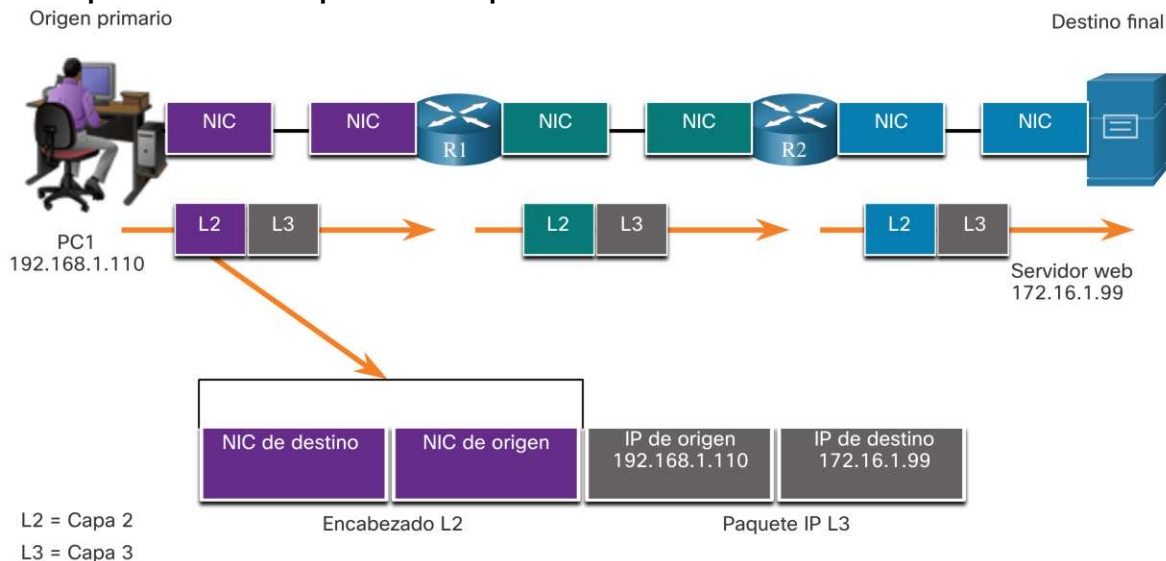 Origen primario
Destino final
NIC
NIC
R1
NIC
NIC
R2
NIC
NIC
L2
L3
L2
L3
L2
L3
PC1
192.168.1.110
Servidor web
172.16.1.99
NIC de destino
NIC de origen
IP de origen
192.168.1.110
IP de destino
172.16.1.99
L2 = Capa 2
Encabezado L2
Paquete IP L3
L3 = Capa 3